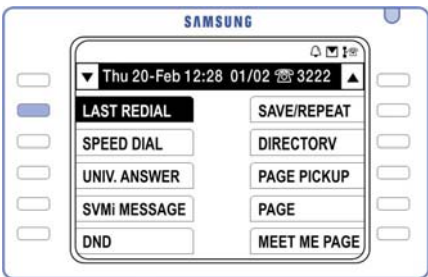 SAMSUNG
Thu 20-Feb 12:28 01/02 ☏ 3222
LAST REDIAL SAVE/REPEAT
SPEED DIAL DIRECTORV
UNIV. ANSWER PAGE PICKUP
SVMi MESSAGE PAGE
DND MEET ME PAGE